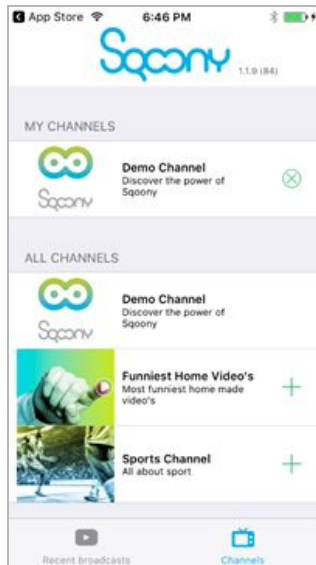 App Store 6:46 PM
Sqoony 1.1.9 (84)
MY CHANNELS
Demo Channel
Discover the power of
Sqoony
Sqoony
ALL CHANNELS
Demo Channel
Discover the power of
Sqoony
Sqoony
Funniest Home Video's
Most funniest home made
video's
Sports Channel
All about sport
Recent broadcasts Channels